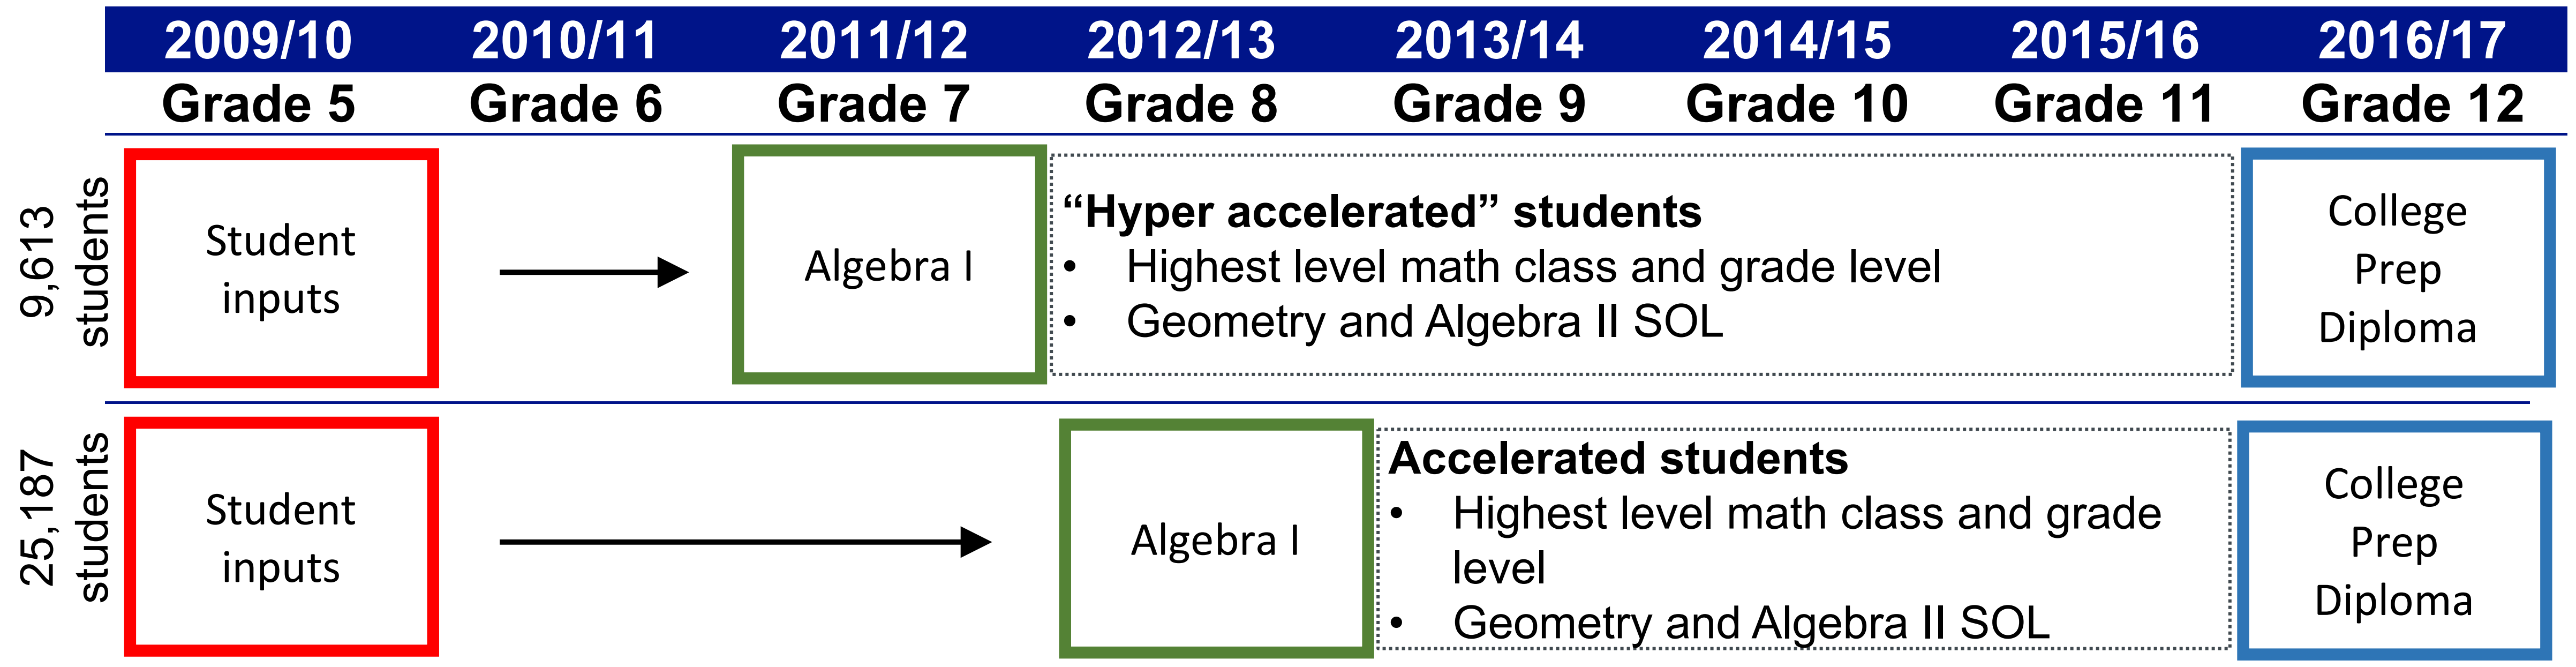 2009/10 2010/11 2011/12 2012/13 2013/14 2014/15 2015/16 2016/17
Grade 5 Grade 6 Grade 7 Grade 8 Grade 9 Grade 10 Grade 11 Grade 12
9,613
students
Student
inputs
Algebra I
“Hyper accelerated” students
• Highest level math class and grade level
• Geometry and Algebra II SOL
College
Prep
Diploma
25,187
students
Student
inputs
Algebra I
Accelerated students
• Highest level math class and grade
level
• Geometry and Algebra II SOL
College
Prep
Diploma